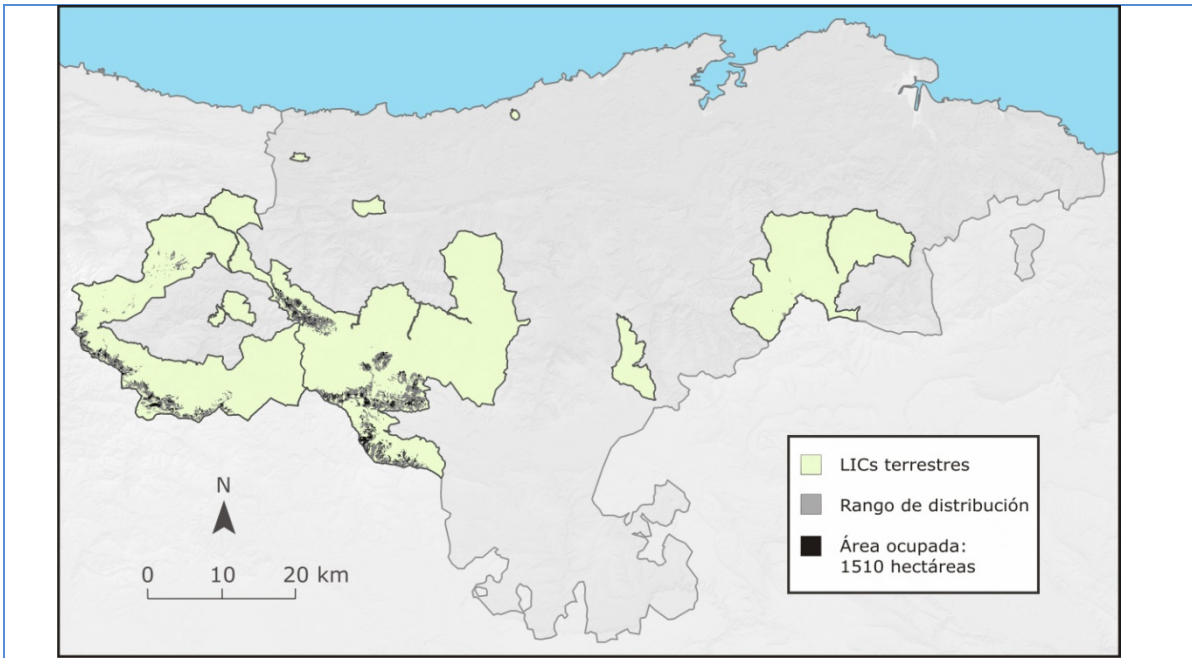 LICs terrestres
Rango de distribución
Área ocupada:
1510 hectáreas
N
0 10 20 km